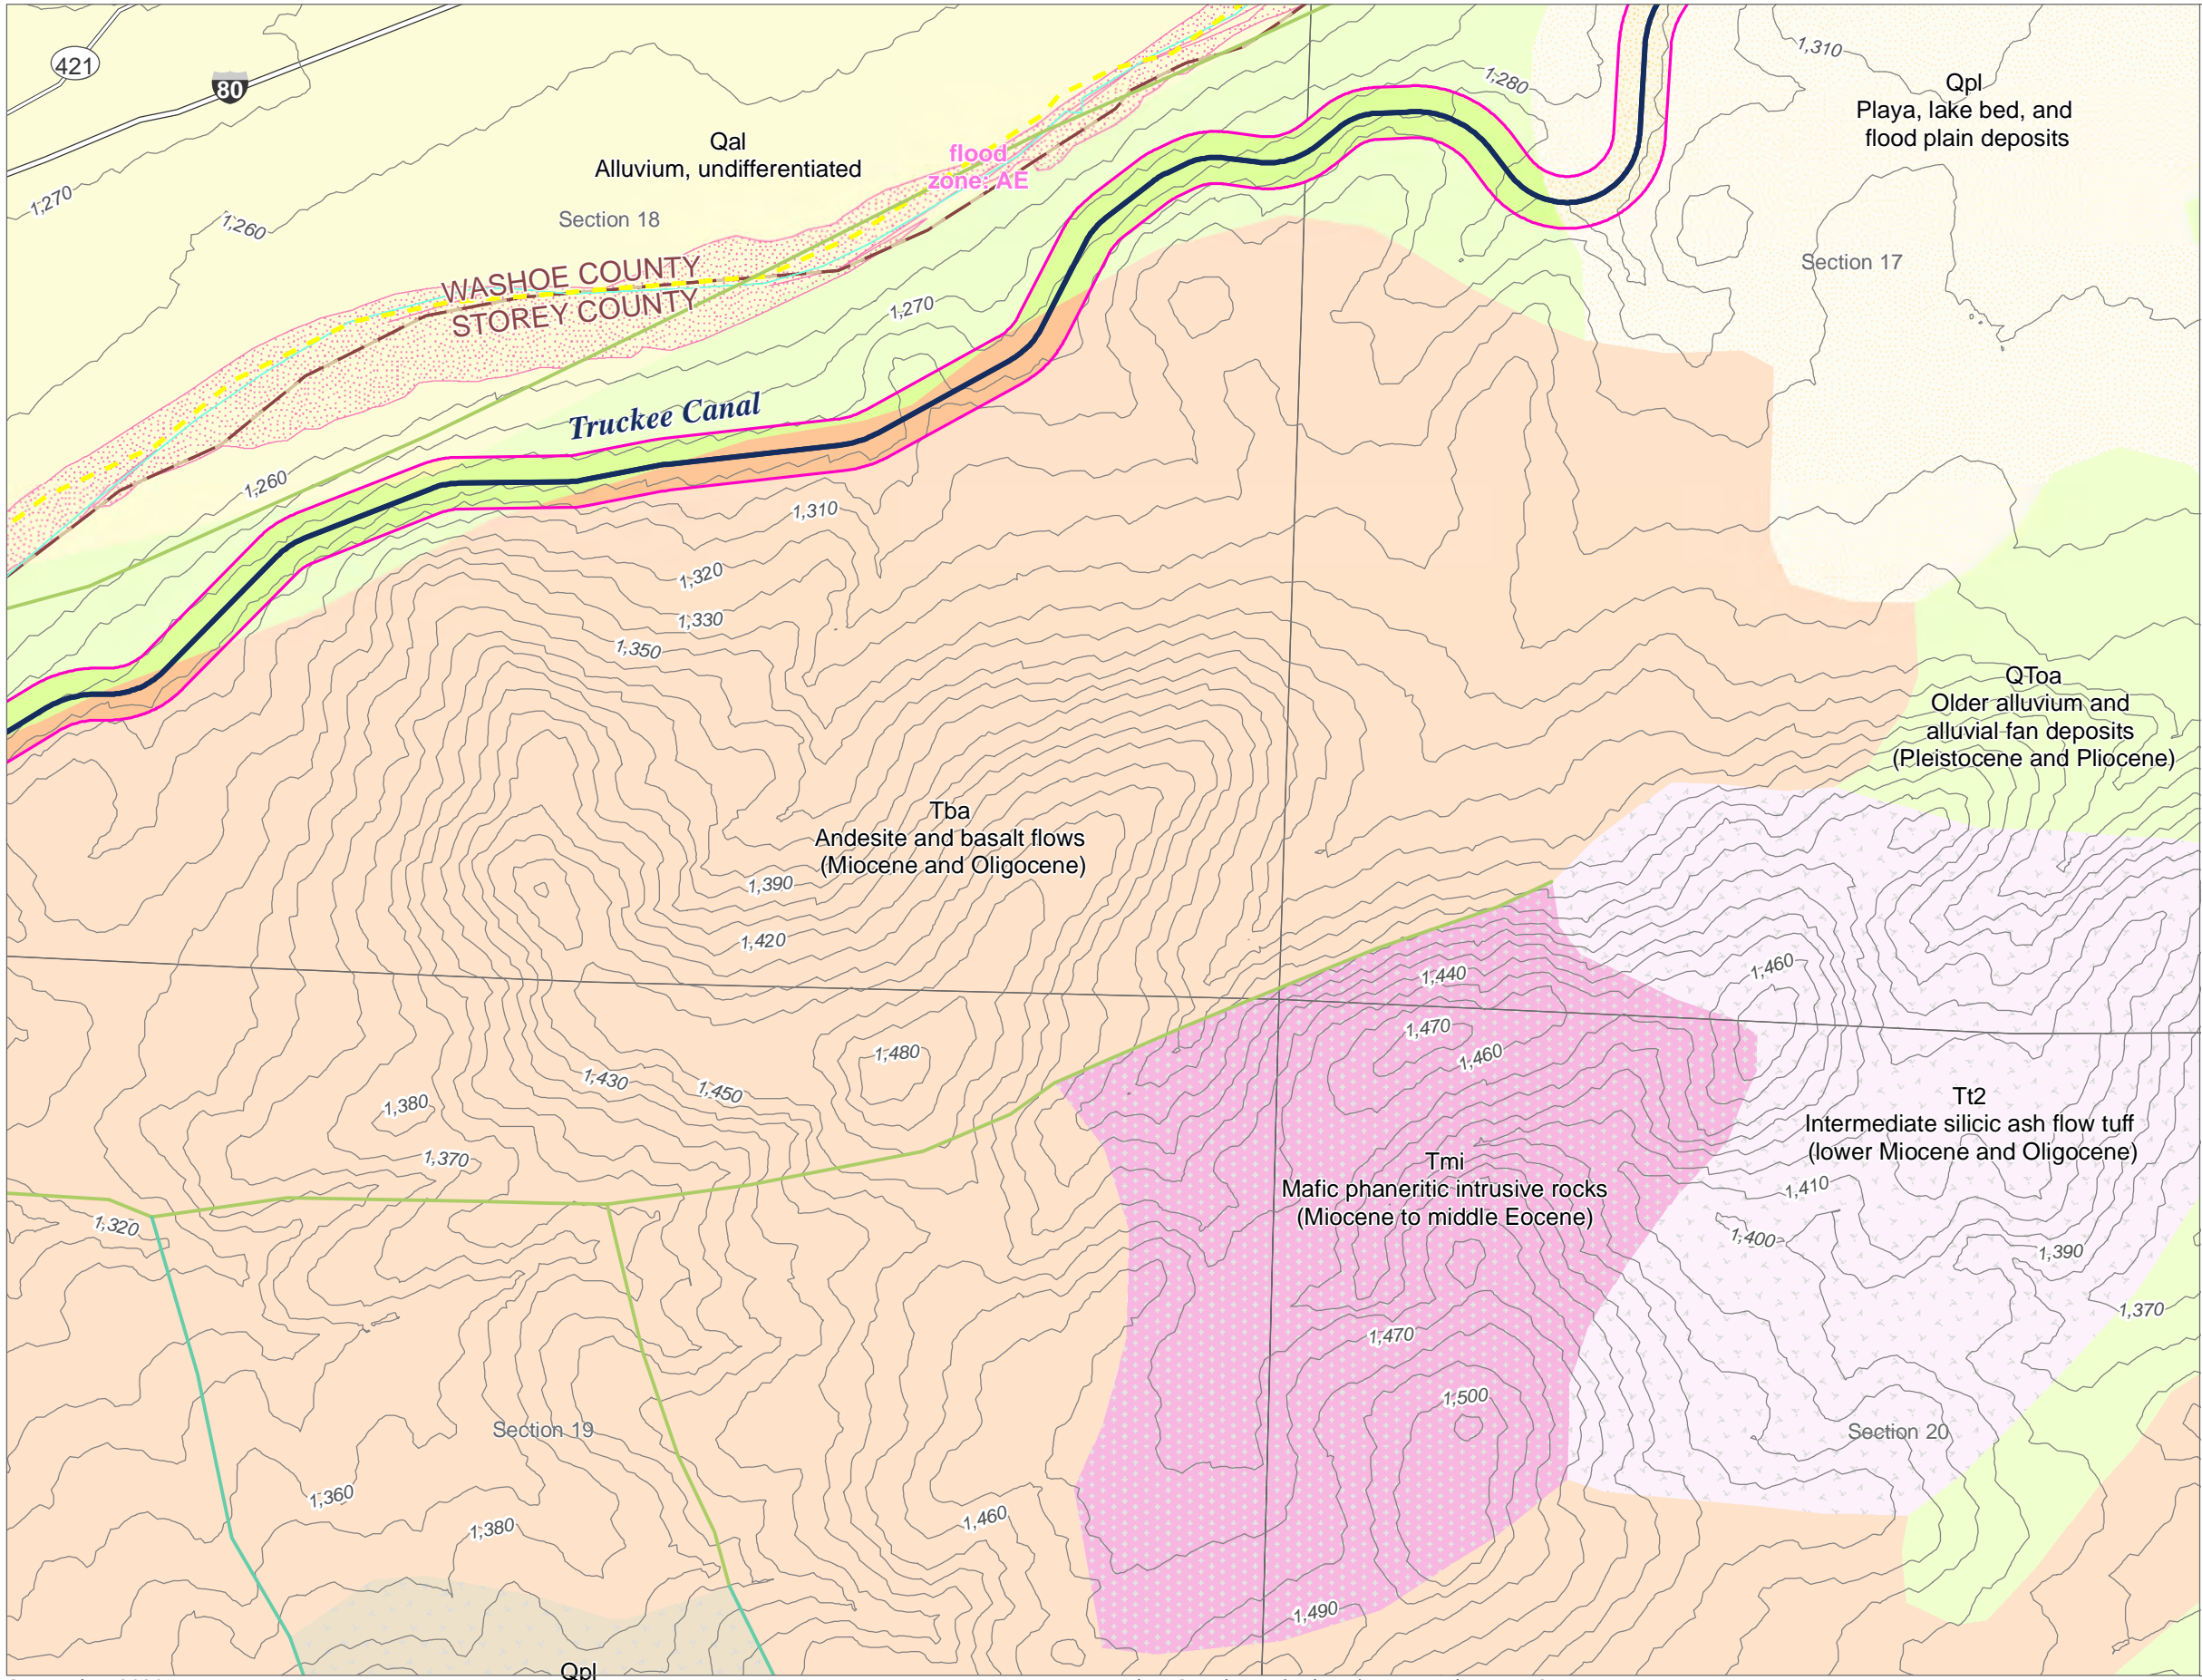 421
80
1,310
Qpl
Playa, lake bed, and
flood plain deposits
1,280
Qal
Alluvium, undifferentiated
flood
zone: AE
1,270
1,260
Section 18
Section 17
WASHOE COUNTY
STOREY COUNTY
1,270
Truckee Canal
1,260
1,310
1,320
1,330
1,350
QToa
Older alluvium and
alluvial fan deposits
(Pleistocene and Pliocene)
Tba
Andesite and basalt flows
(Miocene and Oligocene)
1,390
1,420
1,440
1,460
1,470
1,460
1,480
1,430
1,450
1,380
Tt2
Intermediate silicic ash flow tuff
(lower Miocene and Oligocene)
1,370
Tmi
Mafic phaneritic intrusive rocks
(Miocene to middle Eocene)
1,410
1,320
1,400
1,390
1,370
1,470
1,500
Section 19
Section 20
1,360
1,380
1,460
1,490
Qpl